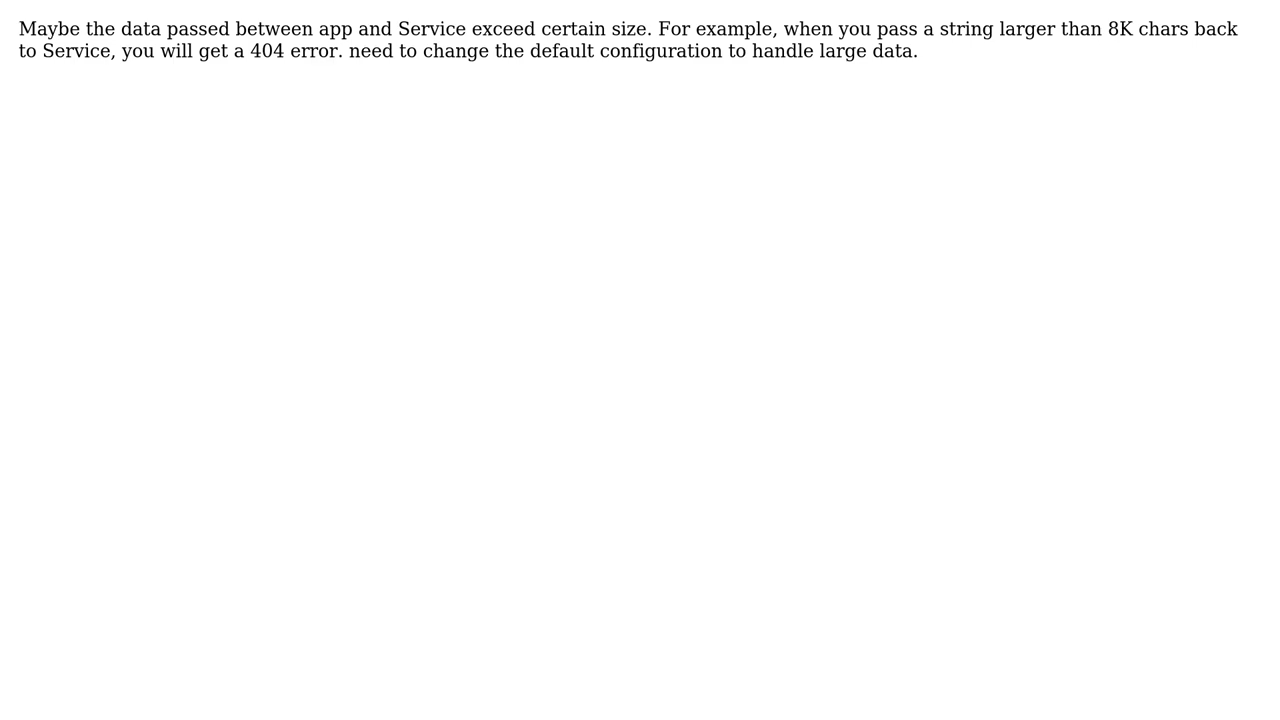 Maybe the data passed between app and Service exceed certain size. For example, when you pass a string larger than 8K chars back
to Service, you will get a 404 error. need to change the default configuration to handle large data.